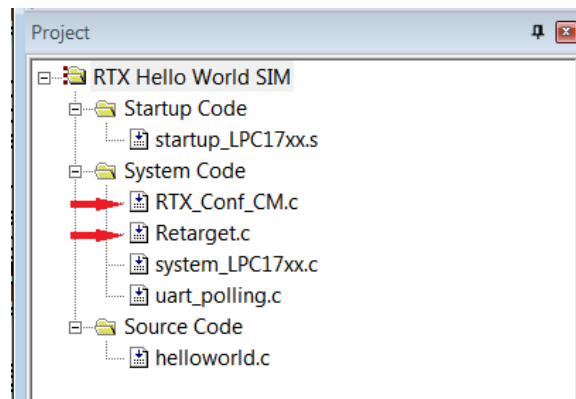 Project
RTX Hello World SIM
Startup Code
startup_LPC17xx.s
System Code
RTX_Conf_CM.c
Retarget.c
system_LPC17xx.c
uart_polling.c
Source Code
helloworld.c